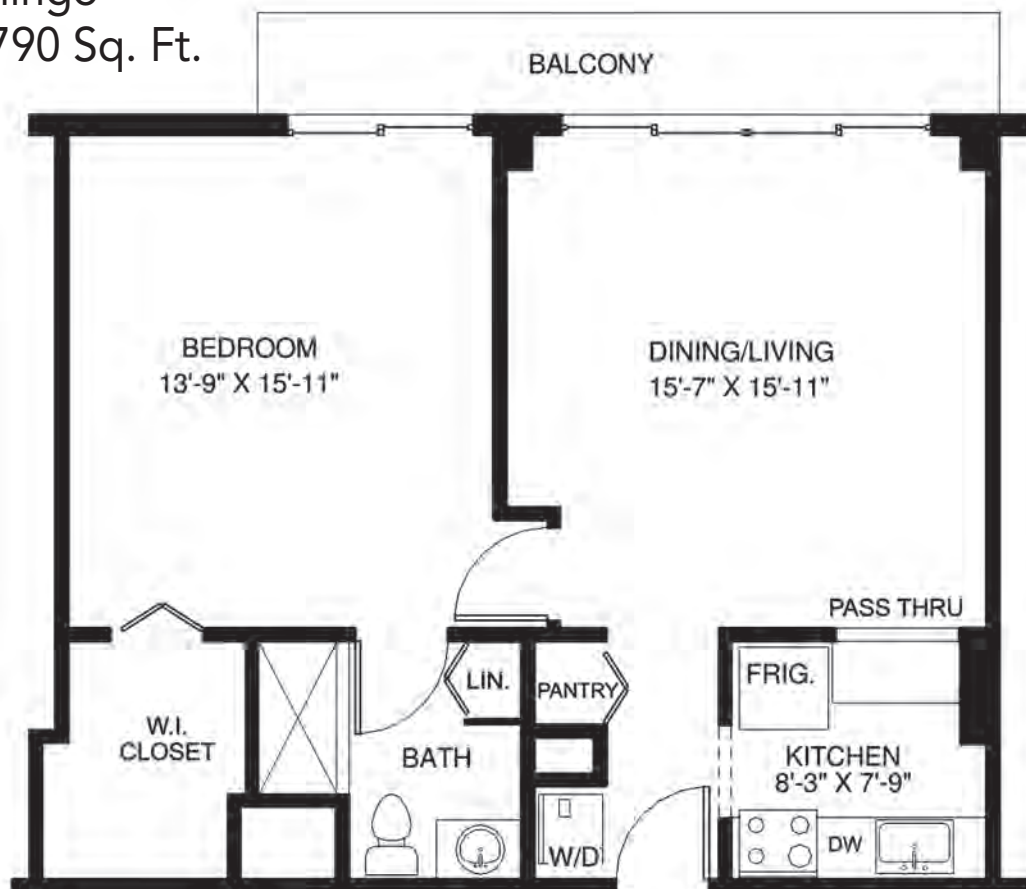 790 Sq. Ft.
BALCONY
BEDROOM
13'-9" X 15'-11"
DINING/LIVING
15'-7" X 15'-11"
PASS THRU
FRIG.
LIN.
PANTRY
W.I.
CLOSET
BATH
KITCHEN
8'-3" X 7'-9"
W/D
DW